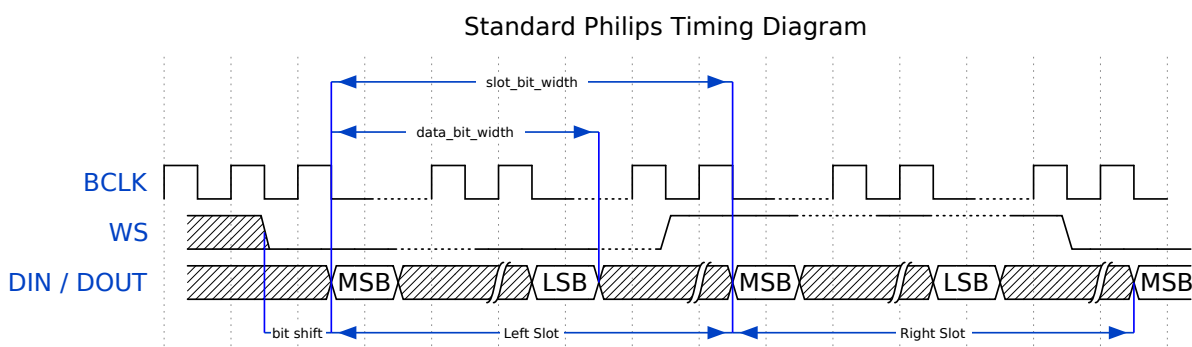 Standard Philips Timing Diagram
slot_bit_width
data_bit_width
BCLK
WS
DIN / DOUT
MSB
LSB
MSB
LSB
MSB
bit shift
Left Slot
Right Slot